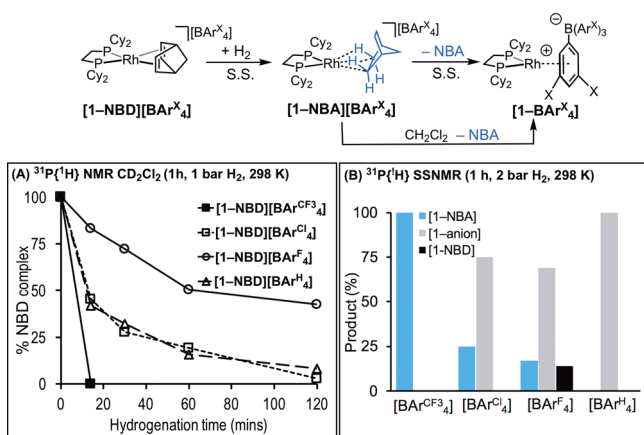 [BArˣ₄]
Cy₂
P
Rh
P
Cy₂
[1–NBD][BArˣ₄]
+ H₂
S.S.
[BArˣ₄]
Cy₂
P
Rh
P
Cy₂
H H
H H
[1–NBA][BArˣ₄]
– NBA
S.S.
CH₂Cl₂ – NBA
⊖
B(Arˣ)₃
Cy₂
P ⊕
Rh
P
Cy₂
X X
[1–BArˣ₄]
(A) ³¹P{¹H} NMR CD₂Cl₂ (1h, 1 bar H₂, 298 K)
% NBD complex
100
75
50
25
0
0 20 40 60 80 100 120
Hydrogenation time (mins)
[1–NBD][BArCF3₄]
[1–NBD][BArCl₄]
[1–NBD][BArF₄]
[1–NBD][BArH₄]
(B) ³¹P{¹H} SSNMR (1 h, 2 bar H₂, 298 K)
[1–NBA]
[1–anion]
[1–NBD]
Product (%)
100
75
50
25
0
[BArCF3₄] [BArCl₄] [BArF₄] [BArH₄]